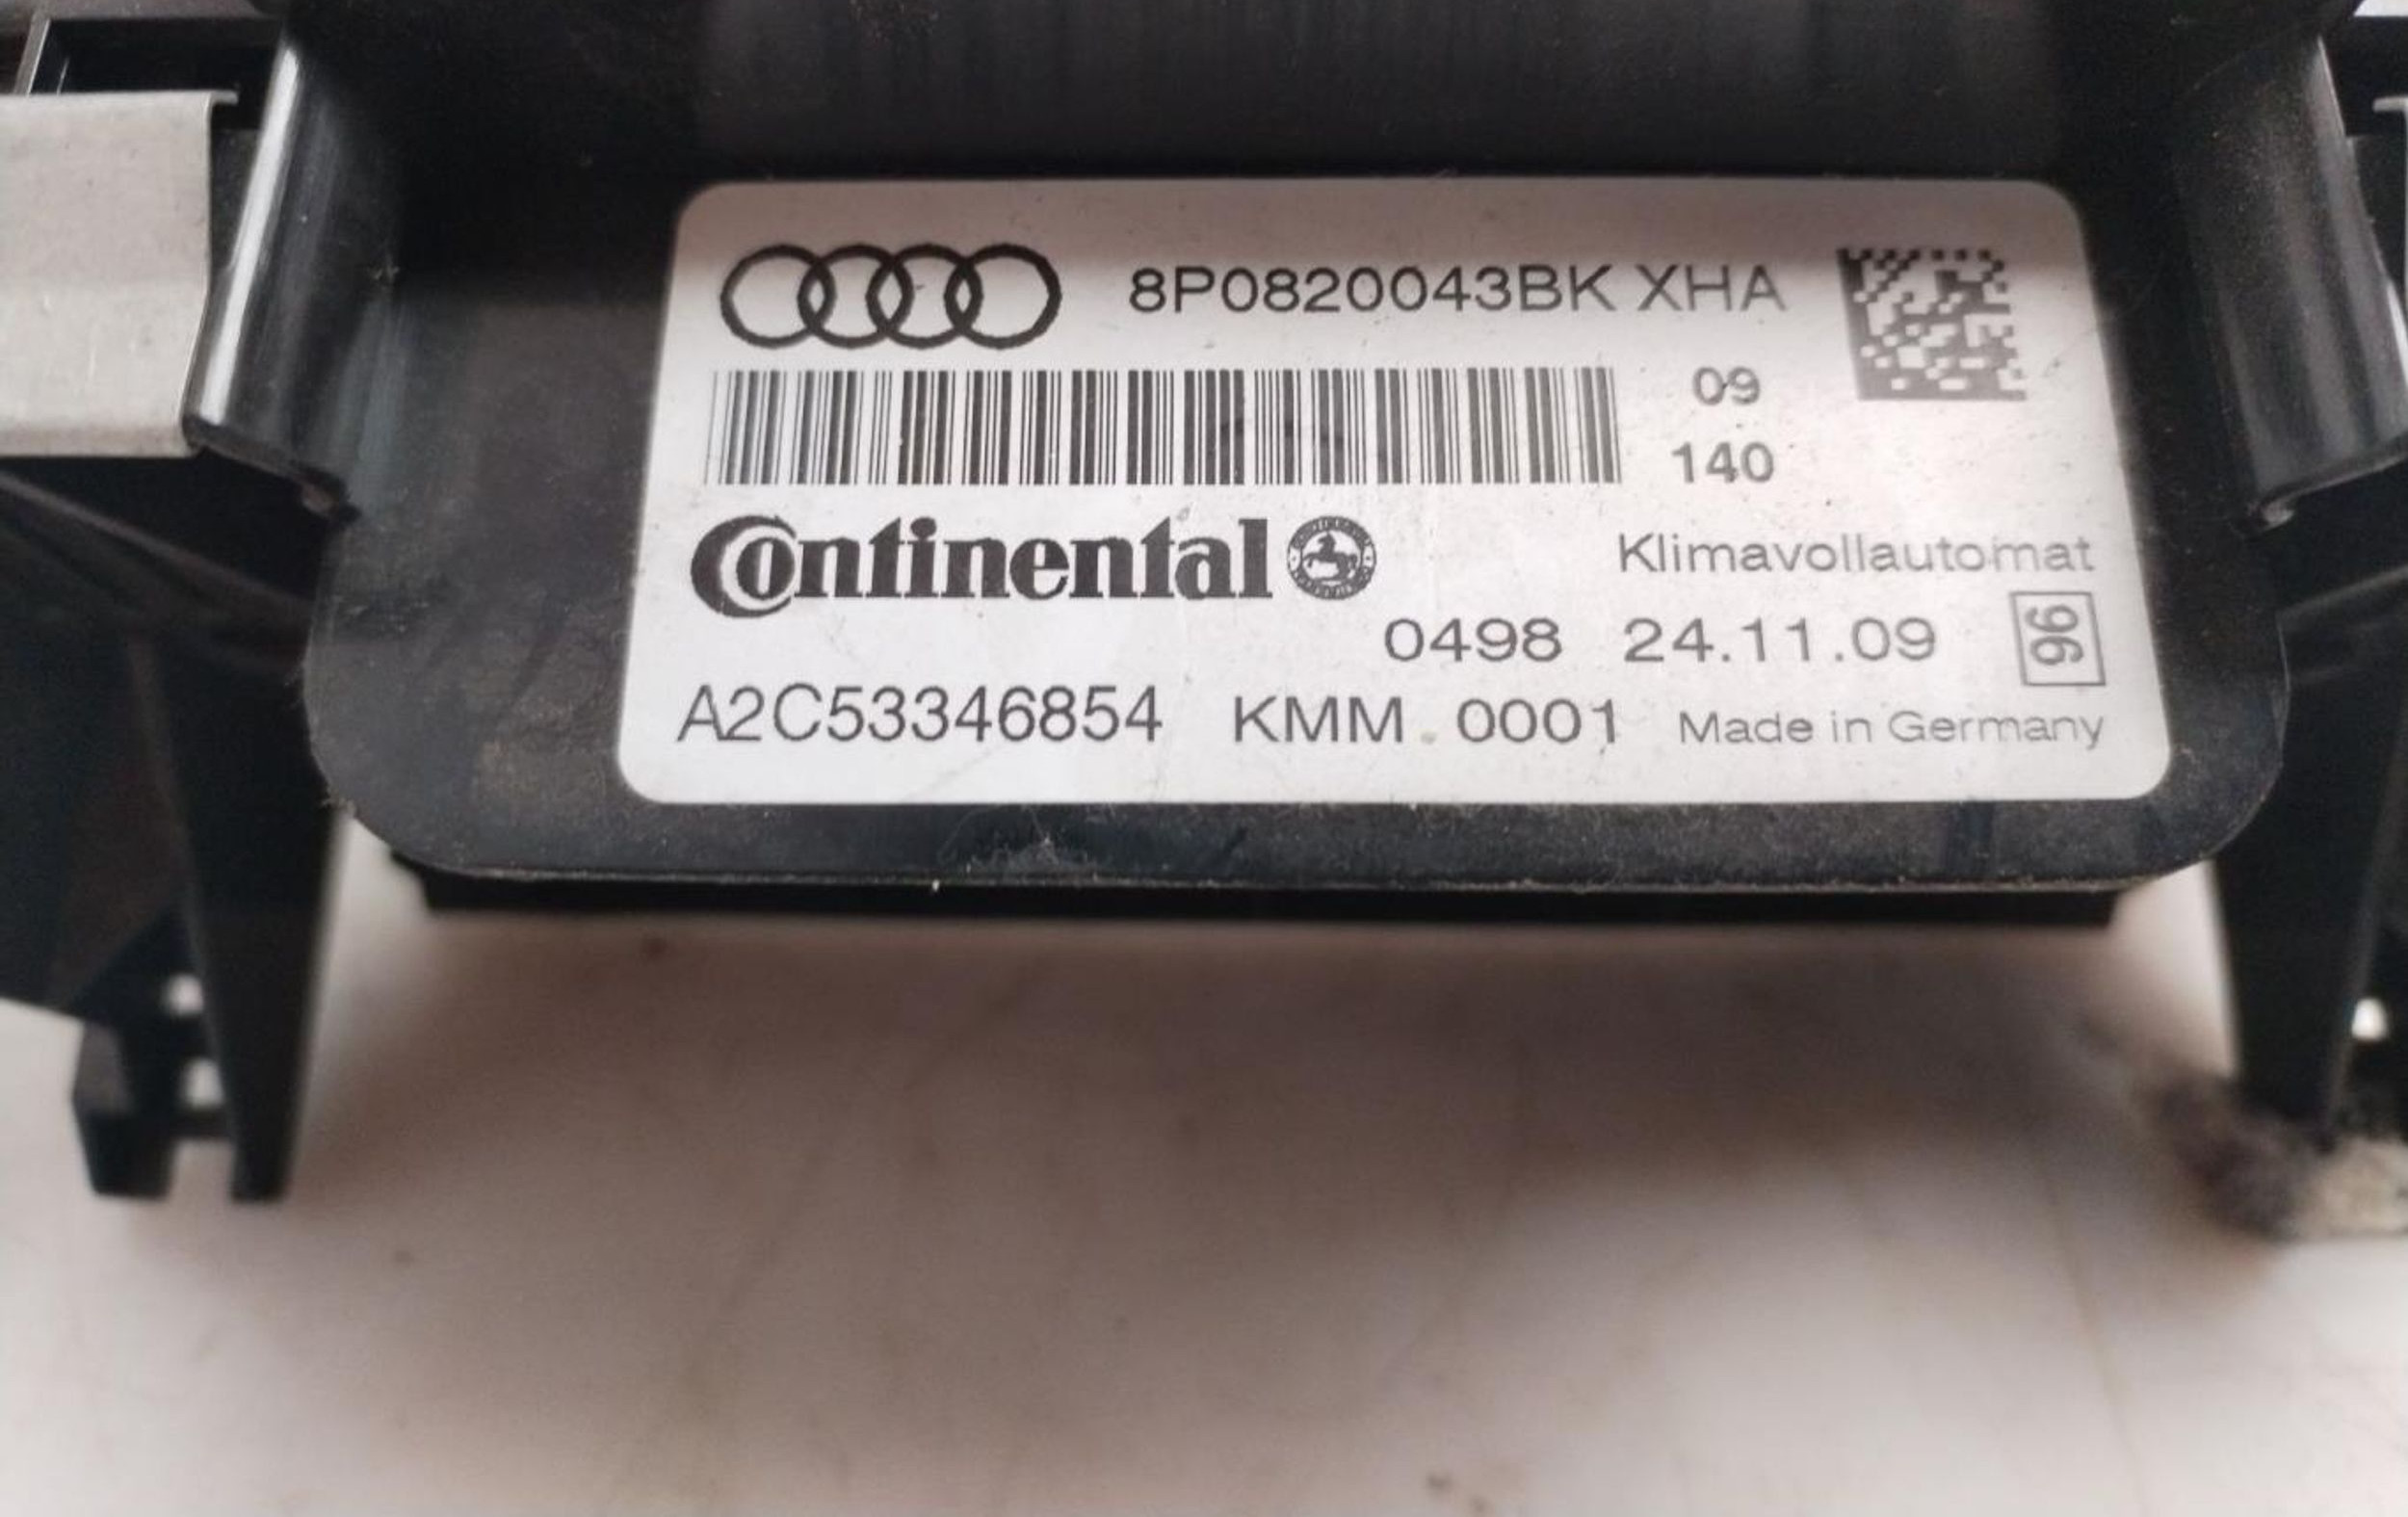 8P0820043BK XHA
09
140
Continental
Klimavollautomat
0498 24.11.09 96
A2C53346854 KMM 0001 Made in Germany